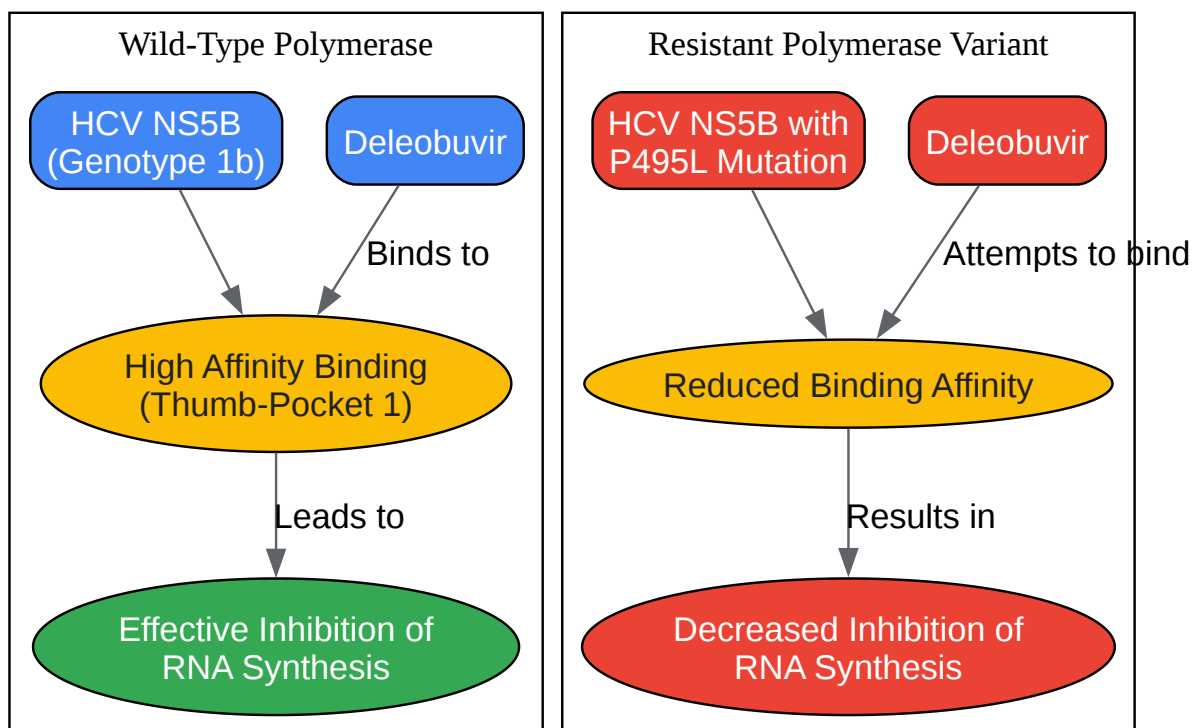 Wild-Type Polymerase
HCV NS5B
(Genotype 1b)
Deleobuvir
Binds to
High Affinity Binding
(Thumb-Pocket 1)
Leads to
Effective Inhibition of
RNA Synthesis
Resistant Polymerase Variant
HCV NS5B with
P495L Mutation
Deleobuvir
Attempts to bind
Reduced Binding Affinity
Results in
Decreased Inhibition of
RNA Synthesis